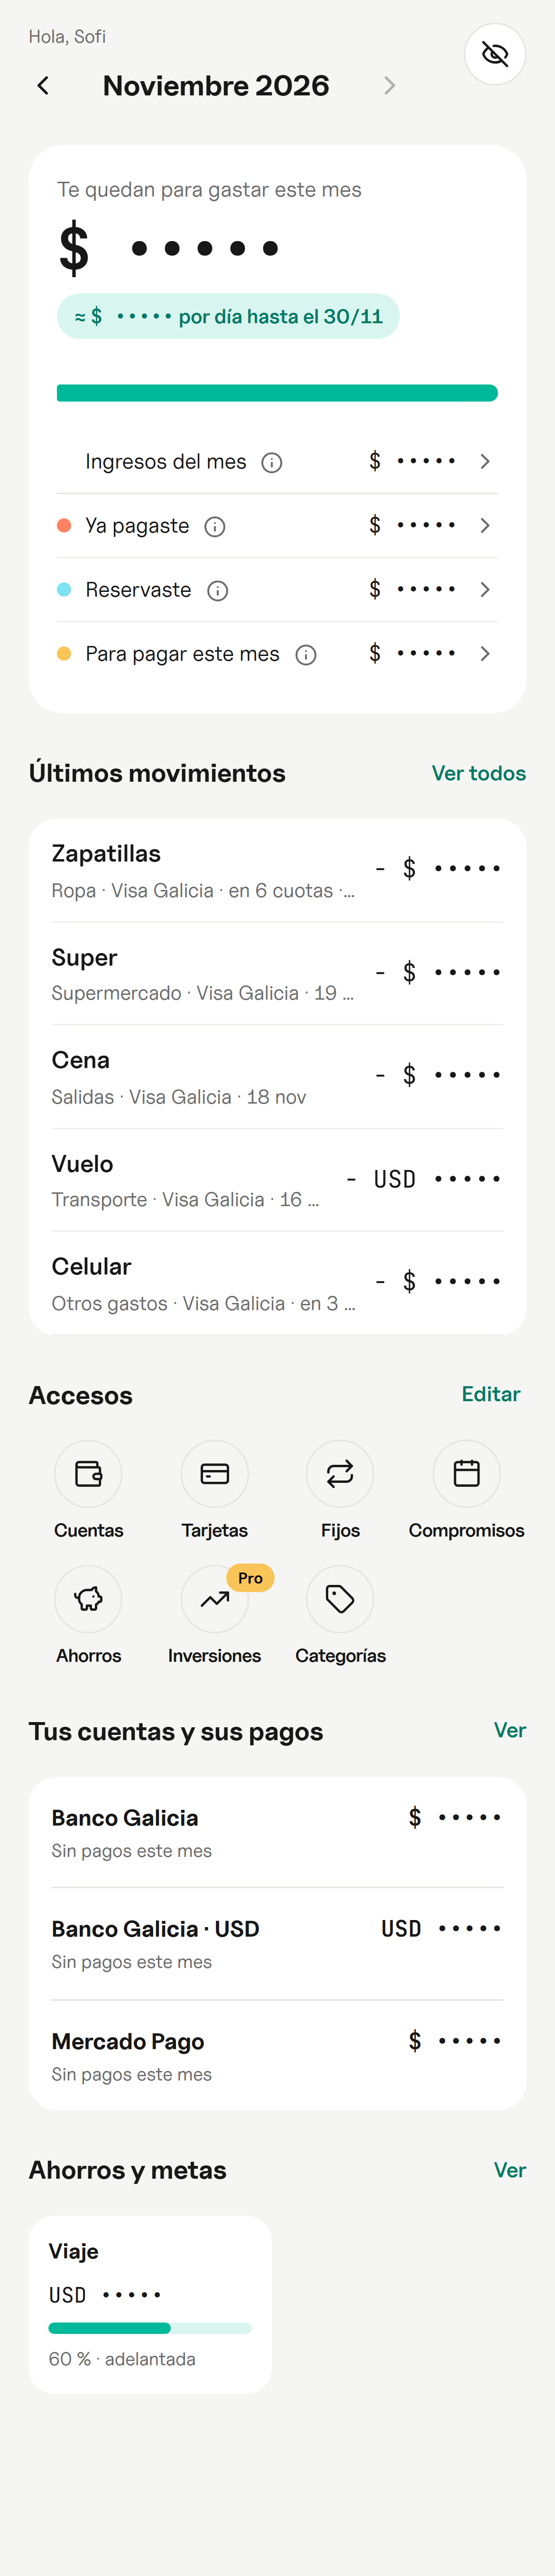 Hola, Sofi
Noviembre 2026
Te quedan para gastar este mes
$ •••••
≈ $ ••••• por día hasta el 30/11
Ingresos del mes $ •••••
Ya pagaste $ •••••
Reservaste $ •••••
Para pagar este mes $ •••••
Últimos movimientos Ver todos
Zapatillas
Ropa · Visa Galicia · en 6 cuotas ·...
- $ •••••
Super
Supermercado · Visa Galicia · 19 ...
- $ •••••
Cena
Salidas · Visa Galicia · 18 nov
- $ •••••
Vuelo
Transporte · Visa Galicia · 16 ...
- USD •••••
Celular
Otros gastos · Visa Galicia · en 3 ...
- $ •••••
Accesos Editar
Cuentas Tarjetas Fijos Compromisos
Pro
Ahorros Inversiones Categorías
Tus cuentas y sus pagos Ver
Banco Galicia $ •••••
Sin pagos este mes
Banco Galicia · USD USD •••••
Sin pagos este mes
Mercado Pago $ •••••
Sin pagos este mes
Ahorros y metas Ver
Viaje
USD •••••
60 % · adelantada